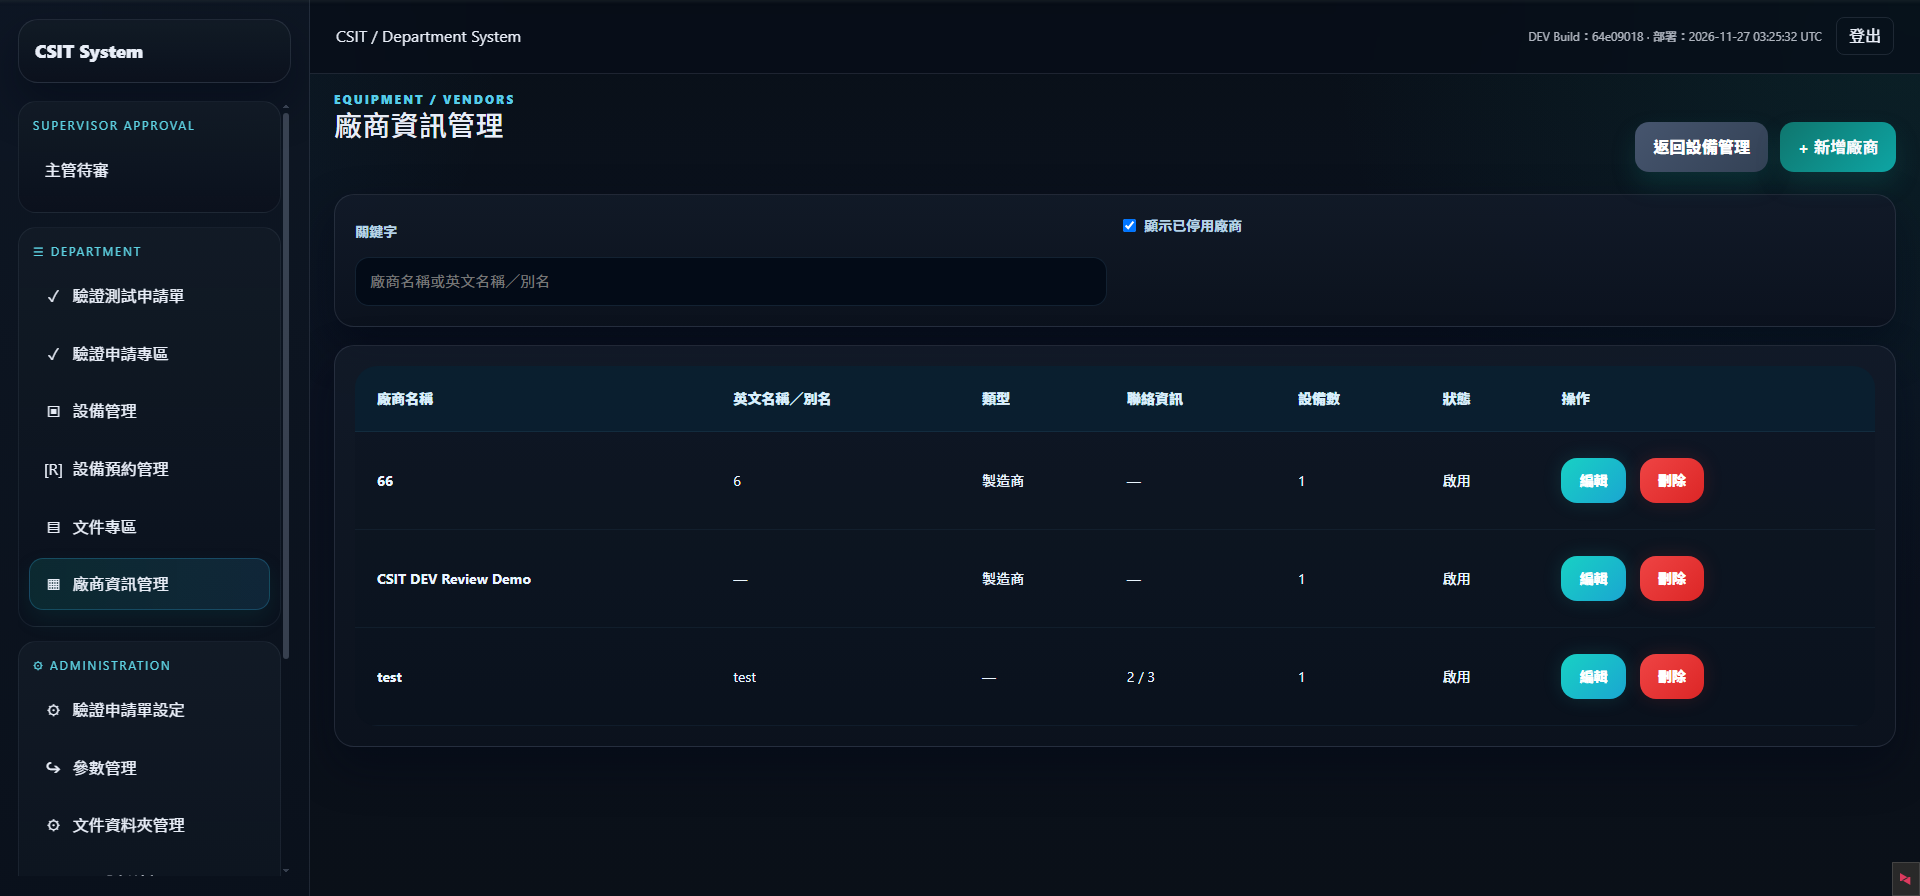 CSIT System
SUPERVISOR APPROVAL
主管待審
☰ DEPARTMENT
✓ 驗證測試申請單
✓ 驗證申請專區
▣ 設備管理
[R] 設備預約管理
▤ 文件專區
▦ 廠商資訊管理
⚙ ADMINISTRATION
⚙ 驗證申請單設定
↪ 參數管理
⚙ 文件資料夾管理
CSIT / Department System
DEV Build：64e09018 · 部署：2026-11-27 03:25:32 UTC
登出
EQUIPMENT / VENDORS
廠商資訊管理
返回設備管理
+ 新增廠商
關鍵字
廠商名稱或英文名稱／別名
顯示已停用廠商
廠商名稱 英文名稱／別名 類型 聯絡資訊 設備數 狀態 操作
66 6 製造商 — 1 啟用 編輯 刪除
CSIT DEV Review Demo — 製造商 — 1 啟用 編輯 刪除
test test — 2 / 3 1 啟用 編輯 刪除